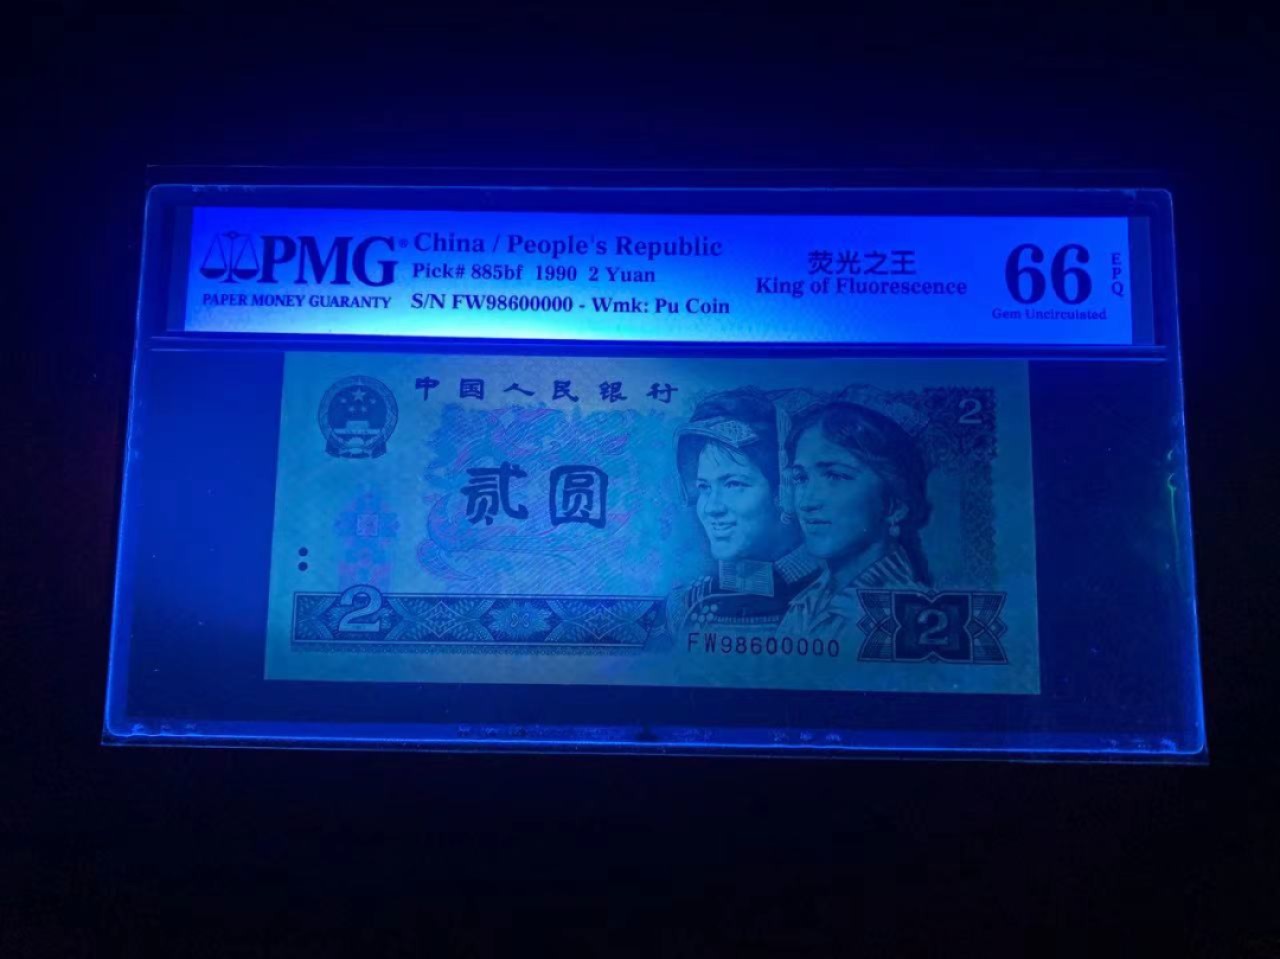 PMG® China / People's Republic
Pick# 885bf 1990 2 Yuan
PAPER MONEY GUARANTY
S/N FW98600000 - Wmk: Pu Coin
荧光之王
King of Fluorescence
66 EPQ
Gem Uncirculated
中国人民银行
2
贰圆
2
FW98600000
2